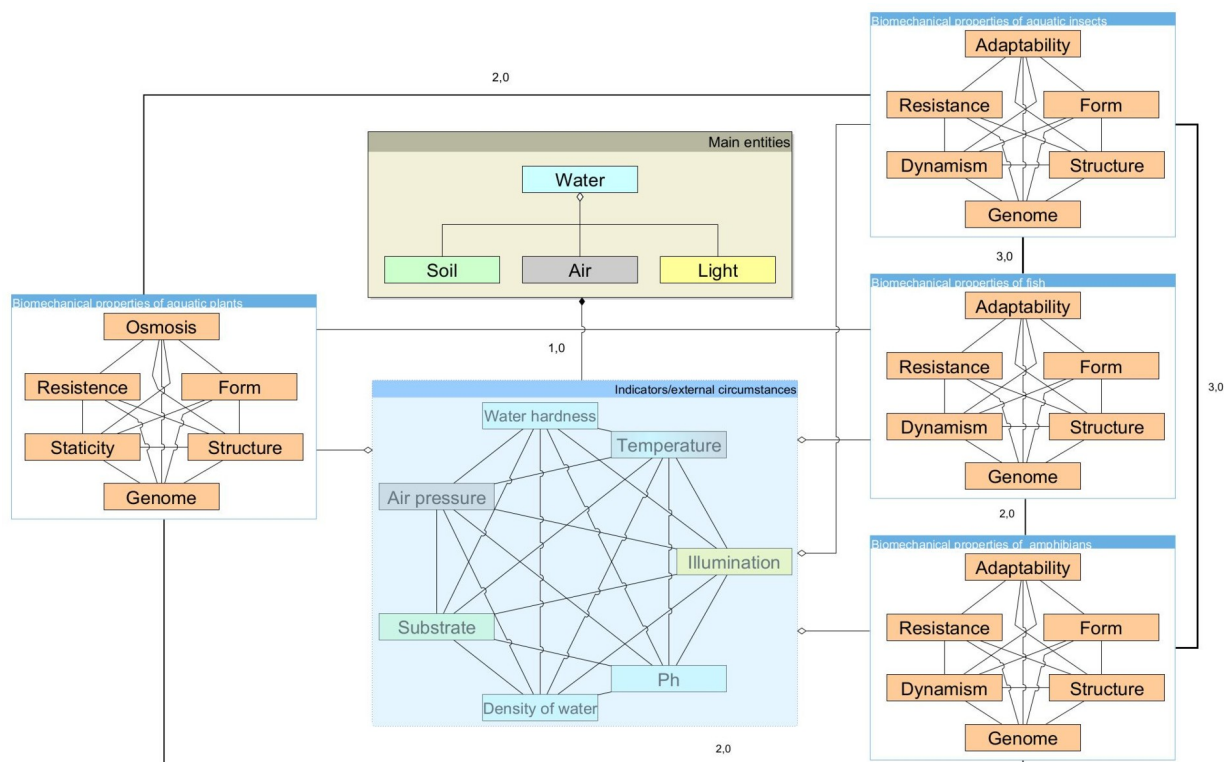 Biomechanical properties of aquatic insects
Adaptability
Resistance
Form
Dynamism
Structure
Genome
2,0
Main entities
Water
Soil
Air
Light
3,0
Biomechanical properties of aquatic plants
Osmosis
Resistence
Form
Staticity
Structure
Genome
Biomechanical properties of fish
Adaptability
Resistance
Form
Dynamism
Structure
Genome
1,0
3,0
Indicators/external circumstances
Water hardness
Temperature
Air pressure
Illumination
Substrate
Ph
Density of water
2,0
Biomechanical properties of amphibians
Adaptability
Resistance
Form
Dynamism
Structure
Genome
2,0